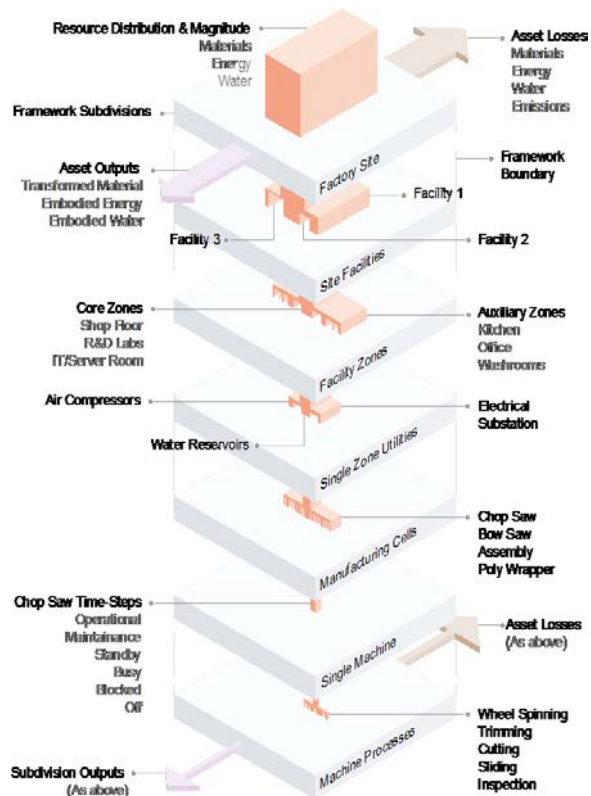 Resource Distribution & Magnitude
Materials
Energy
Water
Asset Losses
Materials
Energy
Water
Emissions
Framework Subdivisions
Factory Site
Asset Outputs
Transformed Material
Embodied Energy
Embodied Water
Framework
Boundary
Facility 1
Facility 3
Facility 2
Site Facilities
Core Zones
Shop Floor
R&D Labs
IT/Server Room
Auxiliary Zones
Kitchen
Office
Washrooms
Facility Zones
Air Compressors
Electrical
Substation
Water Reservoirs
Single Zone Utilities
Chop Saw
Bow Saw
Assembly
Poly Wrapper
Manufacturing Cells
Chop Saw Time-Steps
Operational
Maintainance
Standby
Busy
Blocked
Off
Asset Losses
(As above)
Single Machine
Wheel Spinning
Trimming
Cutting
Sliding
Inspection
Subdivision Outputs
(As above)
Machine Processes